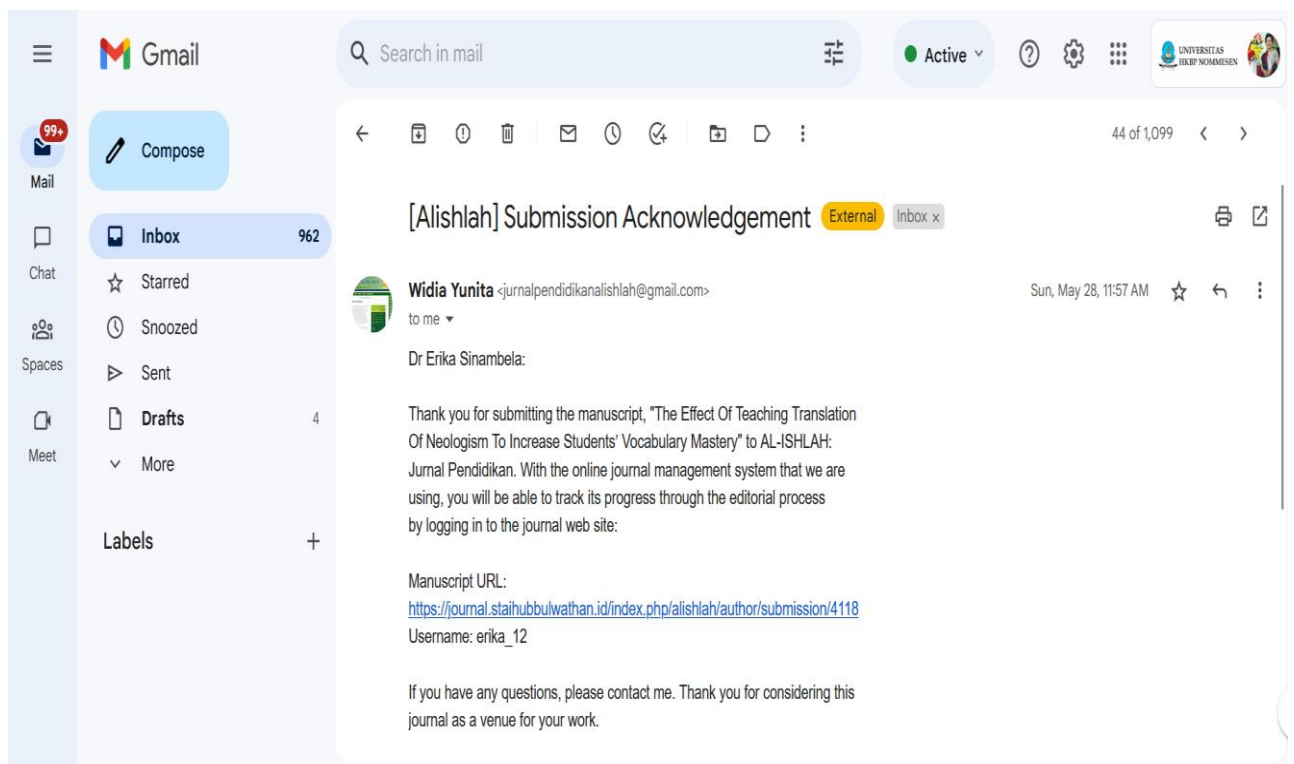 Gmail
Search in mail
Active
UNIVERSITAS
HKBP NOMMESEN
99+
Mail
Compose
44 of 1,099
Chat
Spaces
Meet
Inbox 962
Starred
Snoozed
Sent
Drafts 4
More
Labels
[Alishlah] Submission Acknowledgement External Inbox x
Widia Yunita <jurnalpendidikanalishlah@gmail.com> Sun, May 28, 11:57 AM
to me
Dr Erika Sinambela:
Thank you for submitting the manuscript, "The Effect Of Teaching Translation
Of Neologism To Increase Students' Vocabulary Mastery" to AL-ISHLAH:
Jurnal Pendidikan. With the online journal management system that we are
using, you will be able to track its progress through the editorial process
by logging in to the journal web site:
Manuscript URL:
https://journal.staihubbulwathan.id/index.php/alishlah/author/submission/4118
Username: erika_12
If you have any questions, please contact me. Thank you for considering this
journal as a venue for your work.